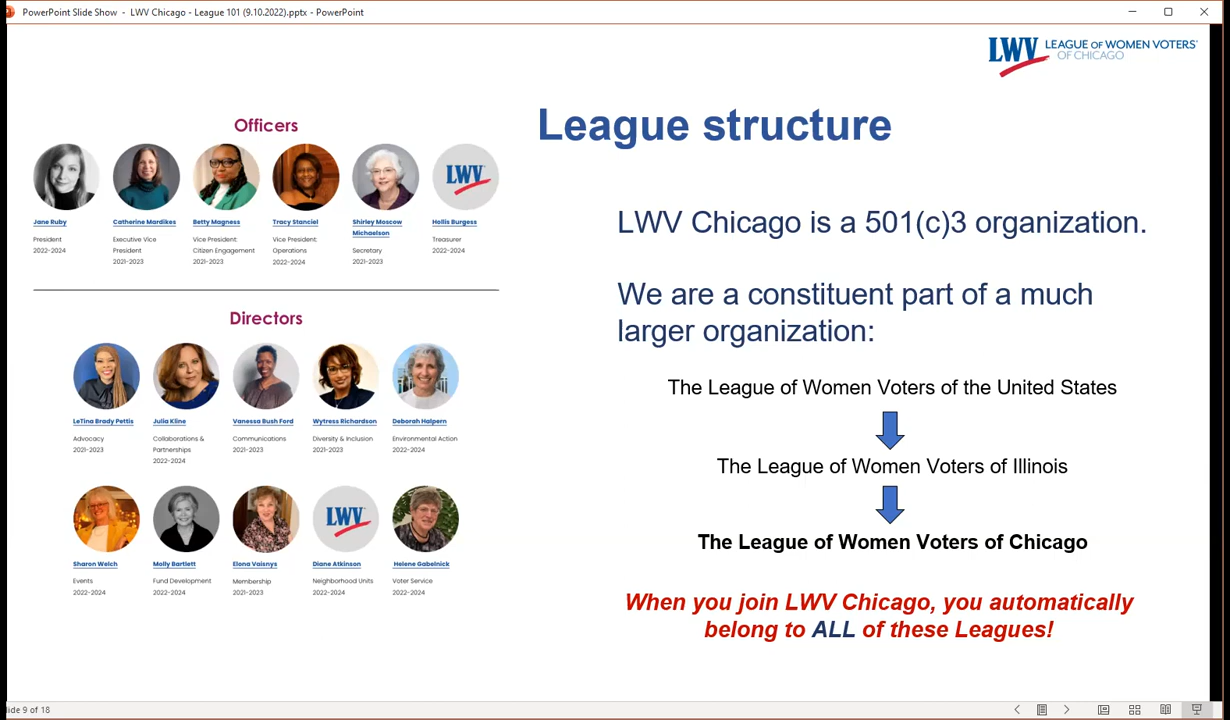 PowerPoint Slide Show - LWV Chicago - League 101 (9.10.2022).pptx - PowerPoint
LWV LEAGUE OF WOMEN VOTERS®
OF CHICAGO
League structure
Officers
LWV
Jane Ruby
President
2022-2024
Catherine Mardikes
Executive Vice
President
2021-2023
Betty Magness
Vice President:
Citizen Engagement
2021-2023
Tracy Stanciel
Vice President:
Operations
2022-2024
Shirley Moscow
Michaelson
Secretary
2021-2023
Hollis Burgess
Treasurer
2022-2024
Directors
LeTina Brady Pettis
Advocacy
2021-2023
Julia Kline
Collaborations &
Partnerships
2022-2024
Vanessa Bush Ford
Communications
2021-2023
Wytress Richardson
Diversity & Inclusion
2021-2023
Deborah Halpern
Environmental Action
2022-2024
LWV
Sharon Welch
Events
2022-2024
Molly Bartlett
Fund Development
2022-2024
Elona Vaisnys
Membership
2021-2023
Diane Atkinson
Neighborhood Units
2022-2024
Helene Gabelnick
Voter Service
2022-2024
LWV Chicago is a 501(c)3 organization.
We are a constituent part of a much
larger organization:
The League of Women Voters of the United States
The League of Women Voters of Illinois
The League of Women Voters of Chicago
When you join LWV Chicago, you automatically
belong to ALL of these Leagues!
lide 9 of 18